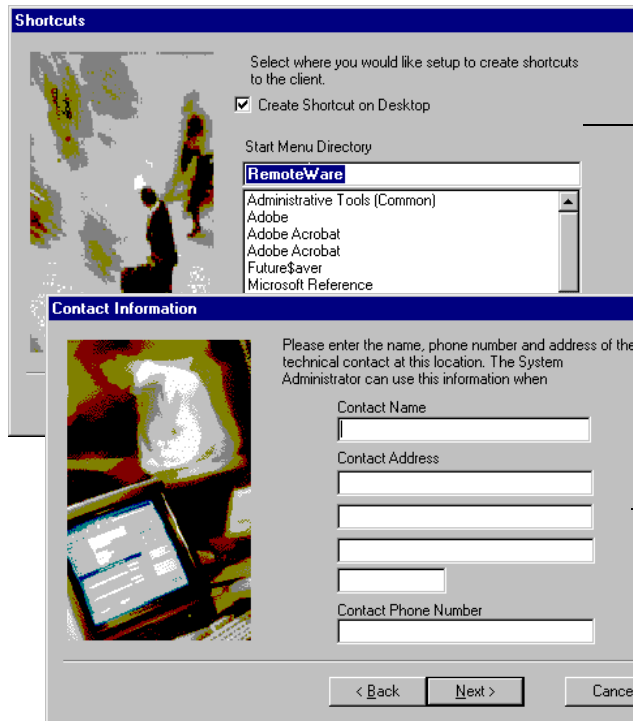 Shortcuts
Select where you would like setup to create shortcuts
to the client.
Create Shortcut on Desktop
Start Menu Directory
RemoteWare
Administrative Tools (Common)
Adobe
Adobe Acrobat
Adobe Acrobat
Future$aver
Microsoft Reference
Contact Information
Please enter the name, phone number and address of the
technical contact at this location. The System
Administrator can use this information when
Contact Name
Contact Address
Contact Phone Number
< Back Next > Cance